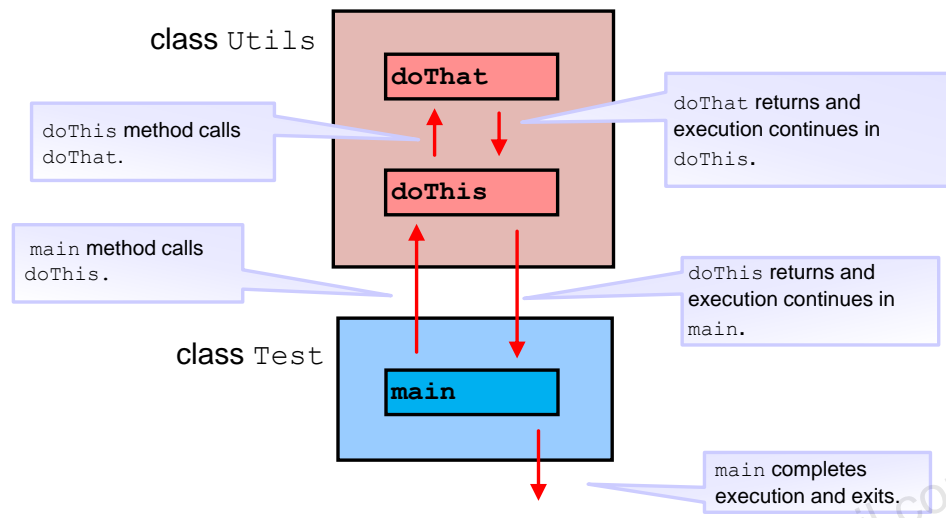 class Utils
doThat
doThis method calls
doThat.
doThat returns and
execution continues in
doThis.
doThis
main method calls
doThis.
doThis returns and
execution continues in
main.
class Test
main
main completes
execution and exits.